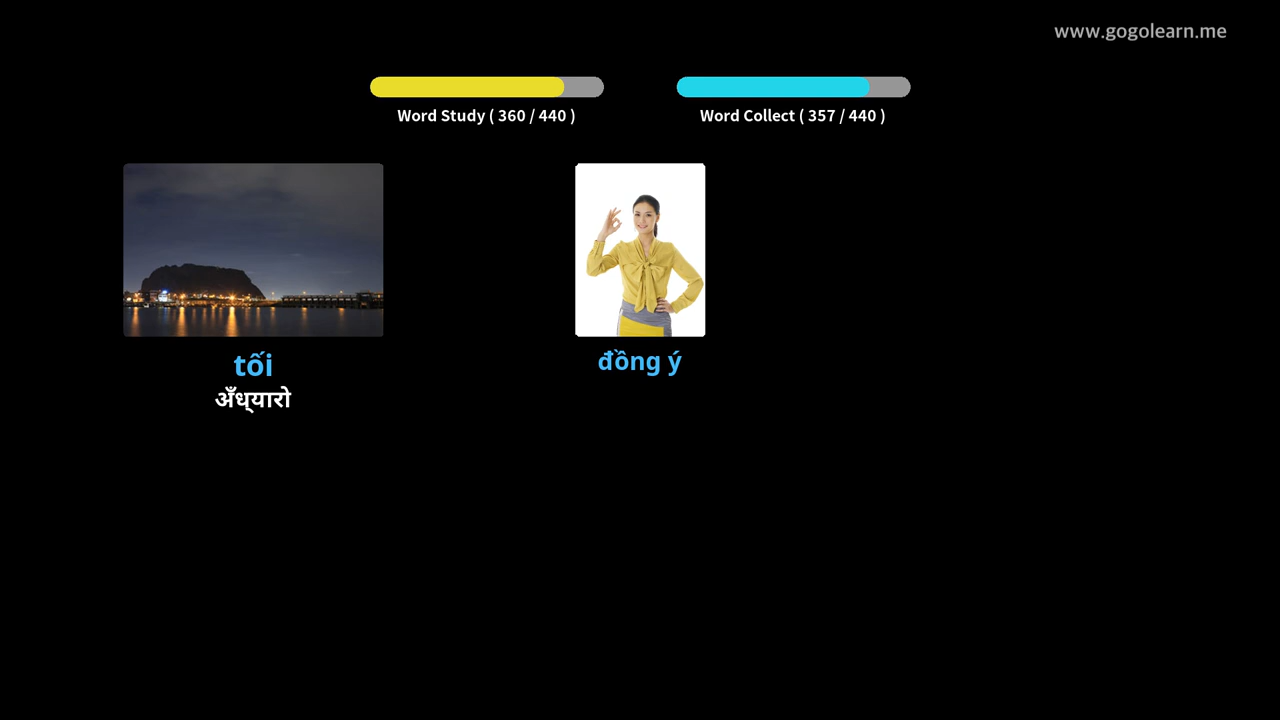 www.gogolearn.me
Word Study ( 360 / 440 )
Word Collect ( 357 / 440 )
tối
अँध्यारो
đồng ý